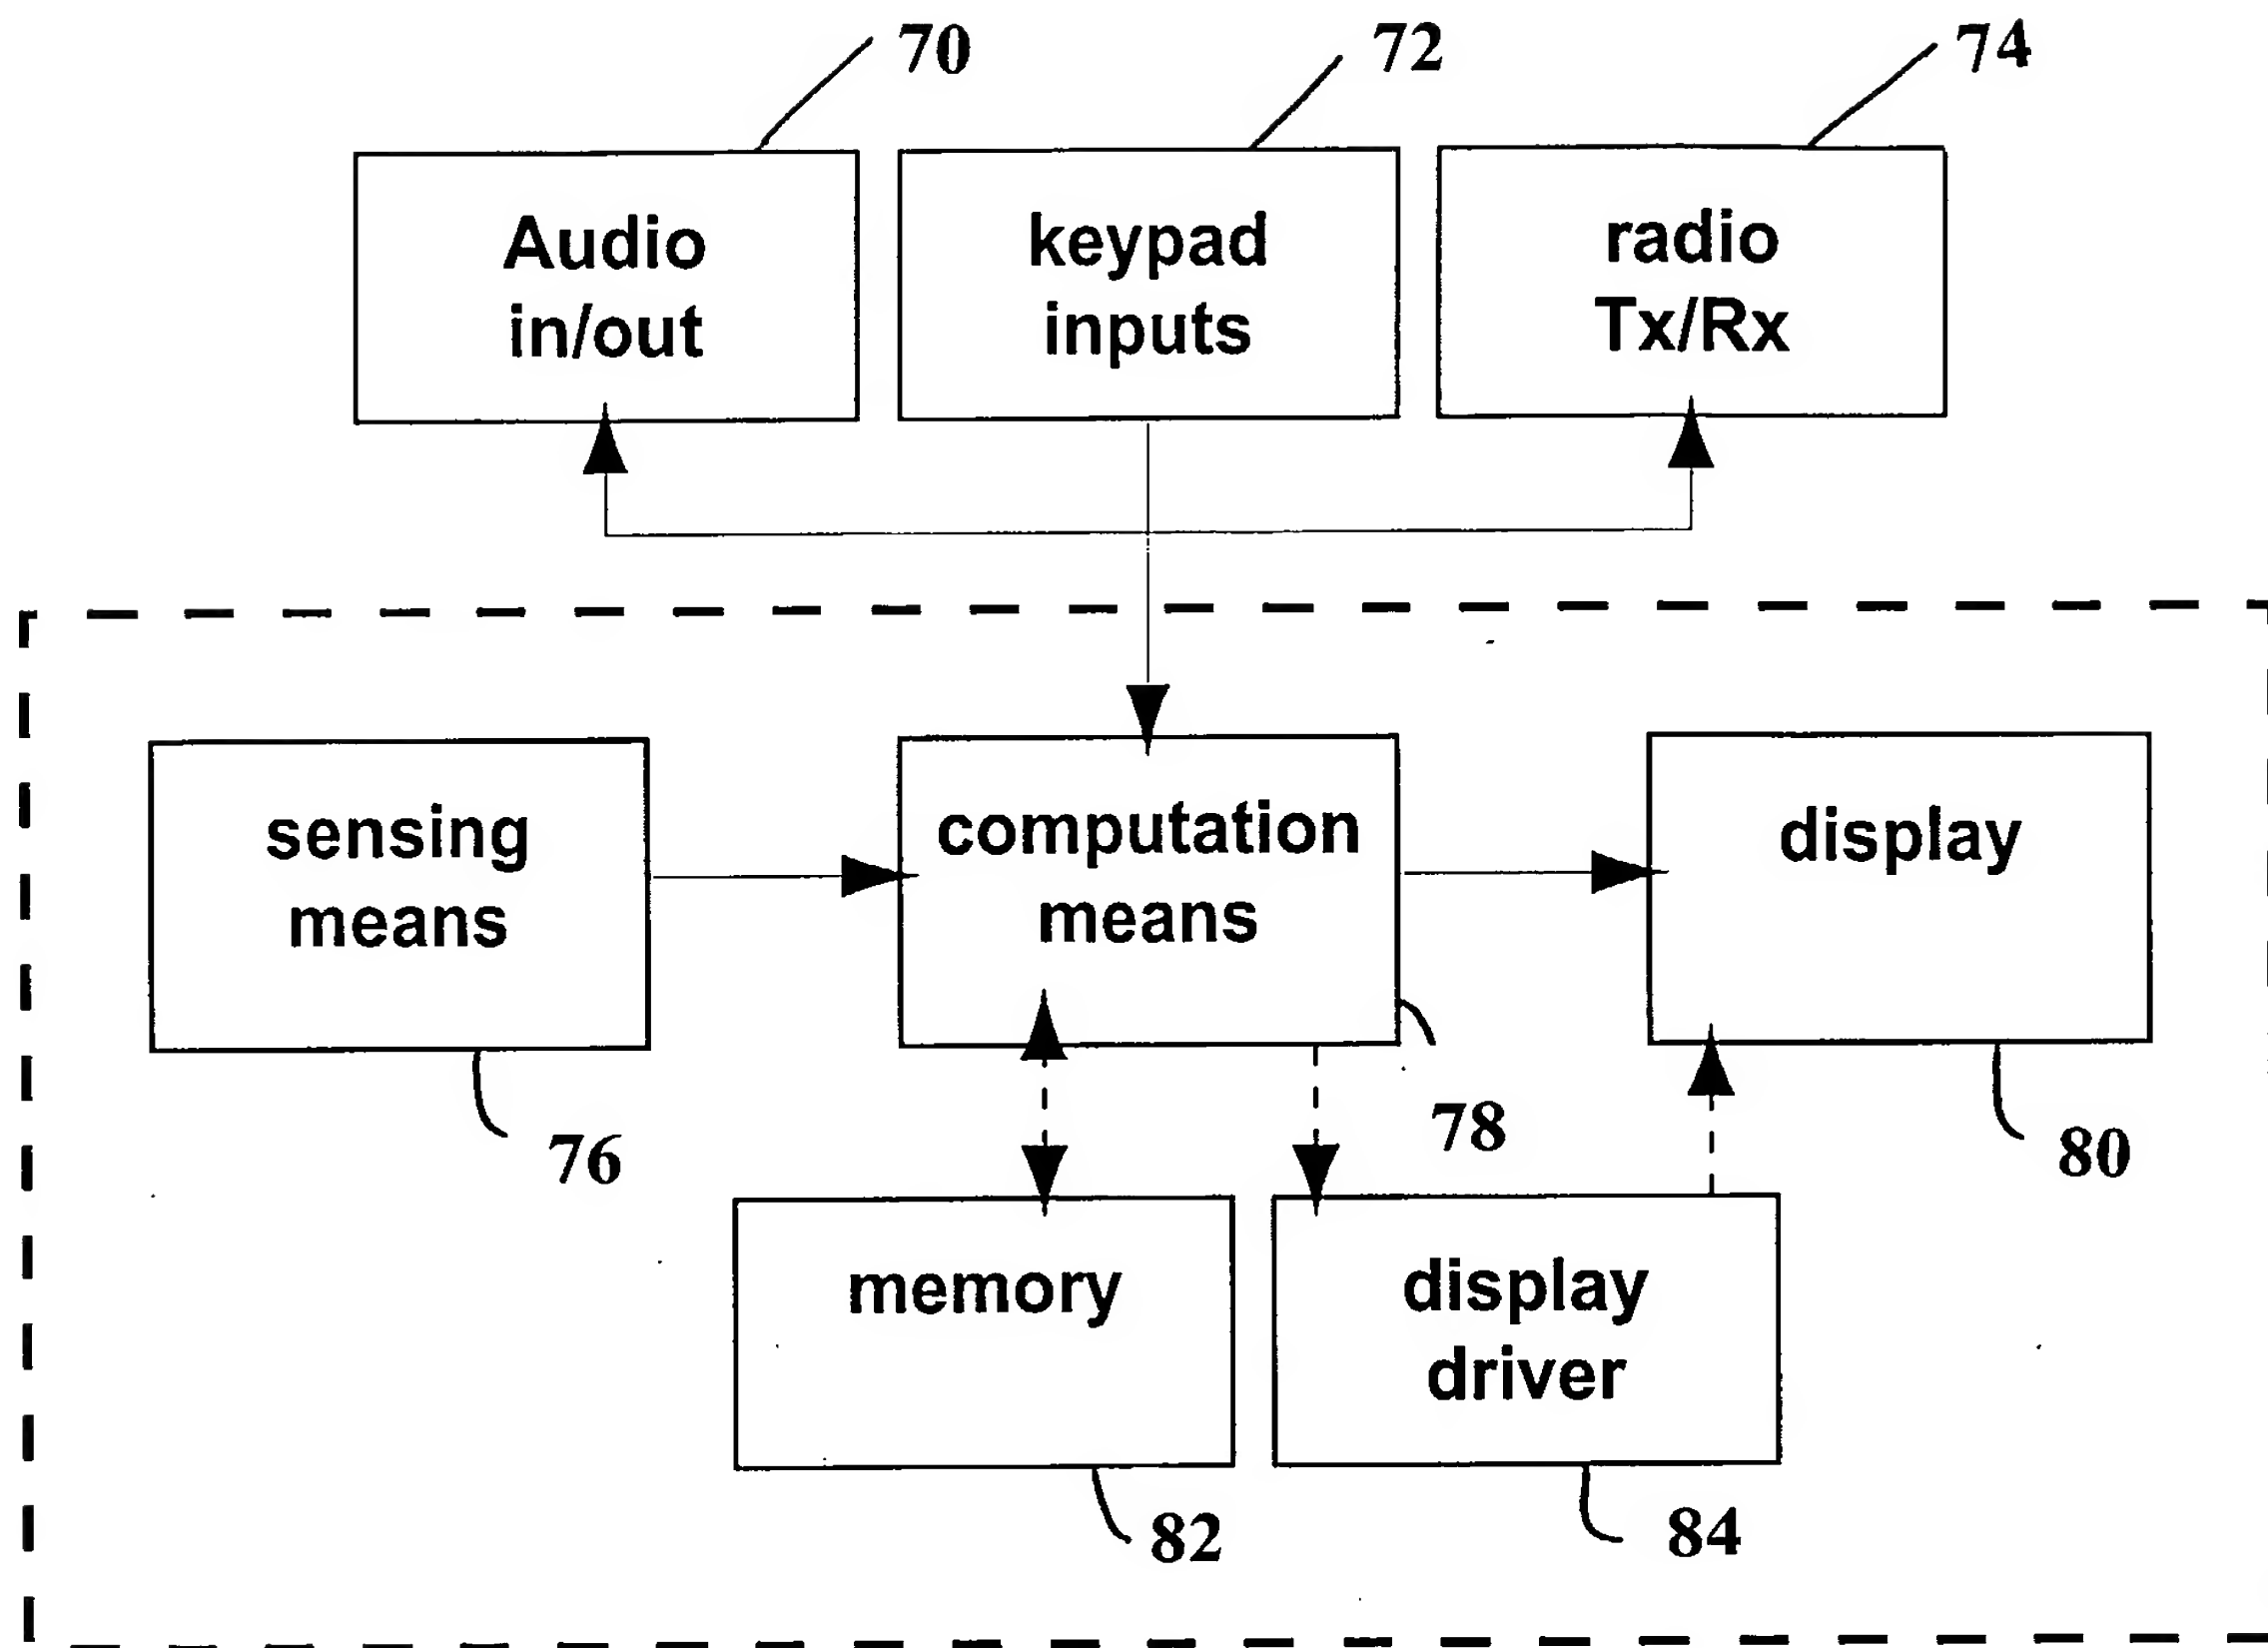 70
72
74
Audio
in/out
keypad
inputs
radio
Tx/Rx
sensing
means
computation
means
display
76
78
80
memory
display
driver
82
84